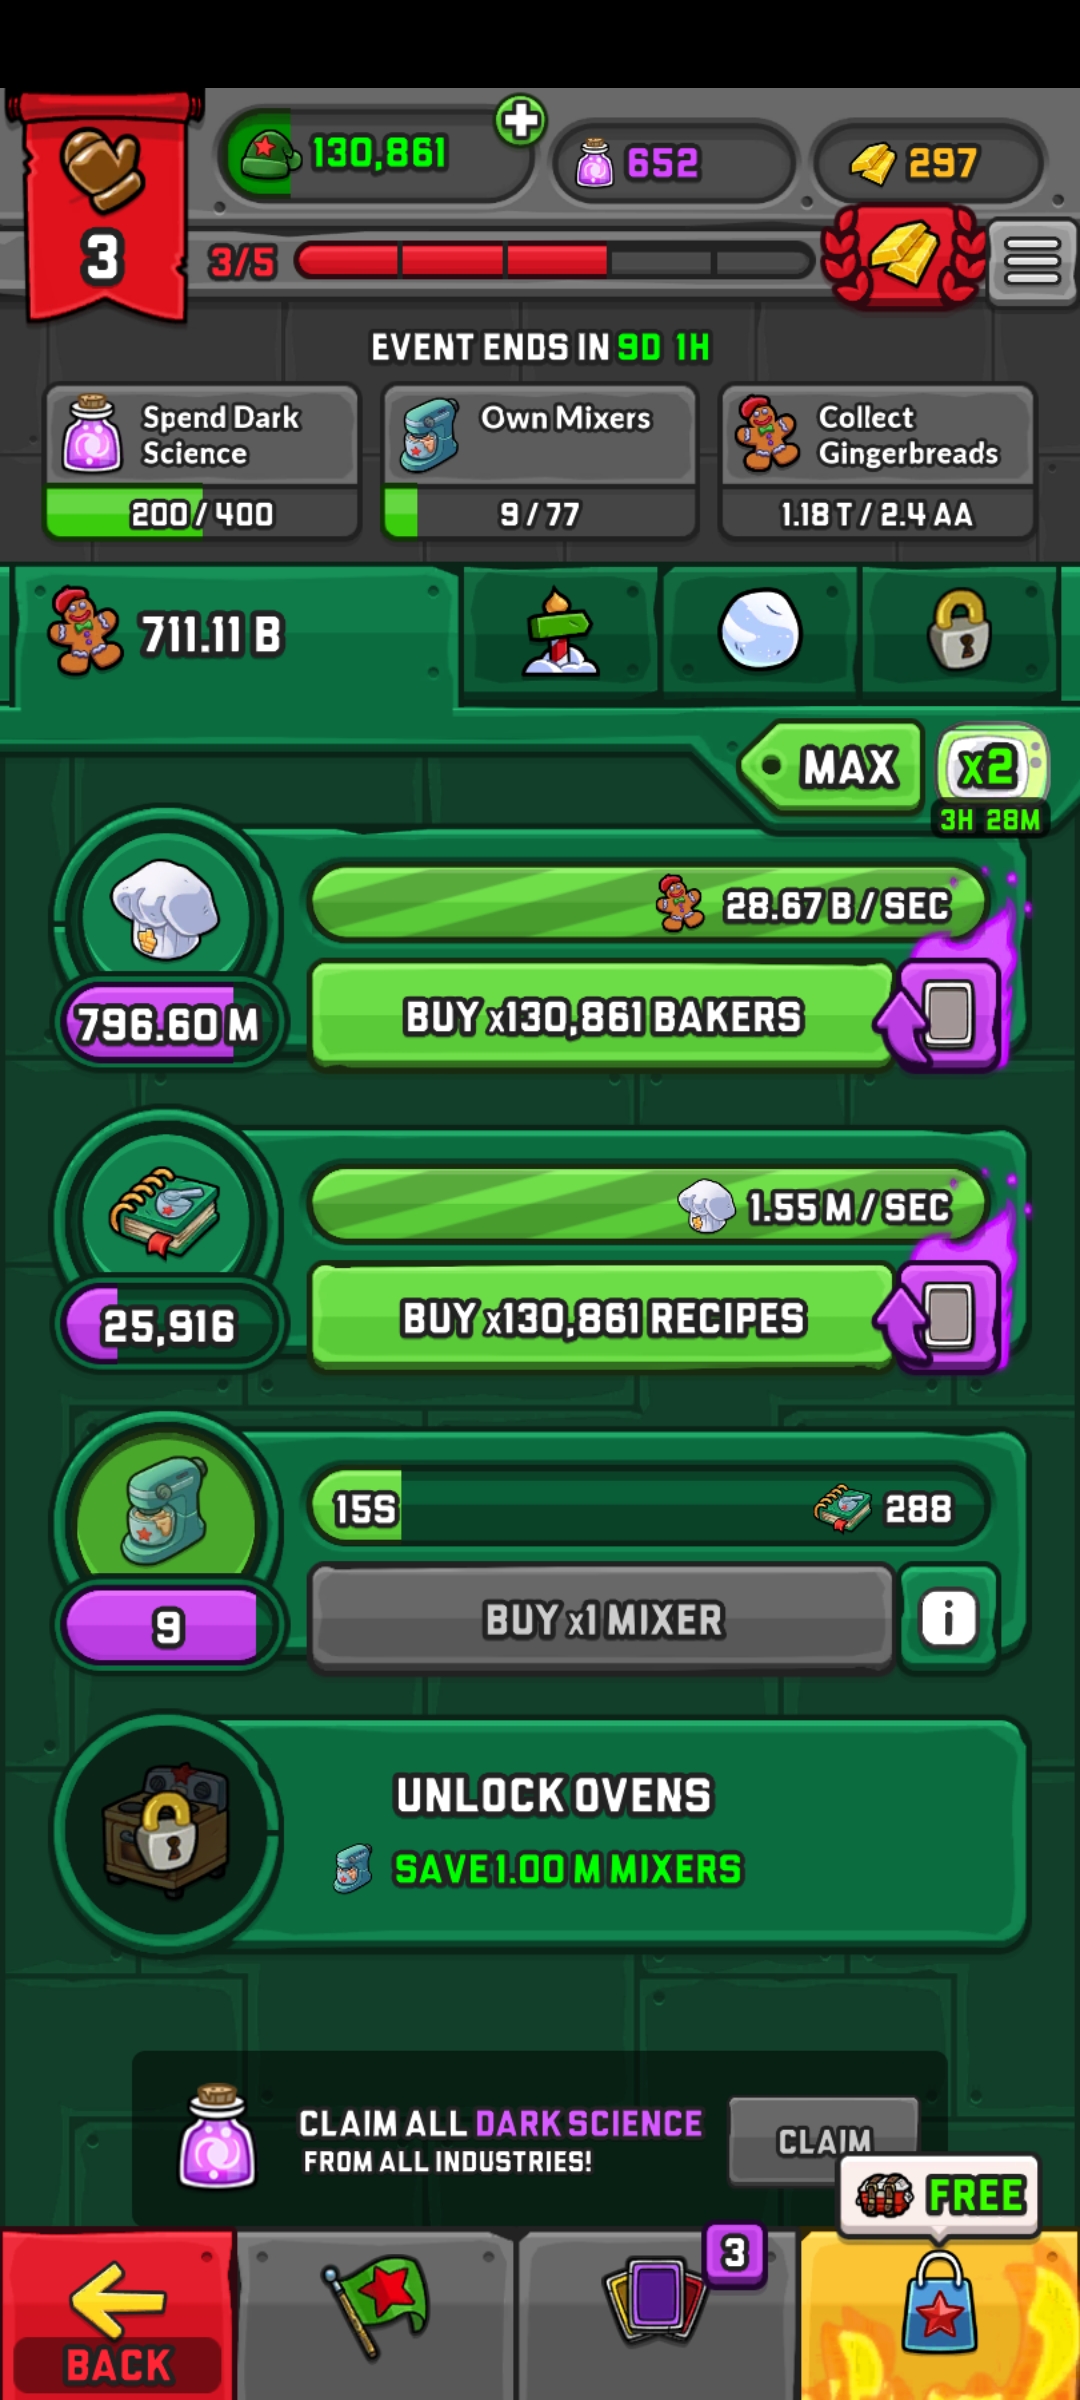 130,861
652
297
3
3/5
EVENT ENDS IN 9D 1H
Spend Dark
Science
200 / 400
Own Mixers
9 / 77
Collect
Gingerbreads
1.18 T / 2.4 AA
711.11 B
MAX
x2
3H 28M
28.67 B / SEC
796.60 M
BUY x130,861 BAKERS
1.55 M / SEC
25,916
BUY x130,861 RECIPES
15S
288
9
BUY x1 MIXER
i
UNLOCK OVENS
SAVE 1.00 M MIXERS
CLAIM ALL DARK SCIENCE
FROM ALL INDUSTRIES!
CLAIM
FREE
3
BACK